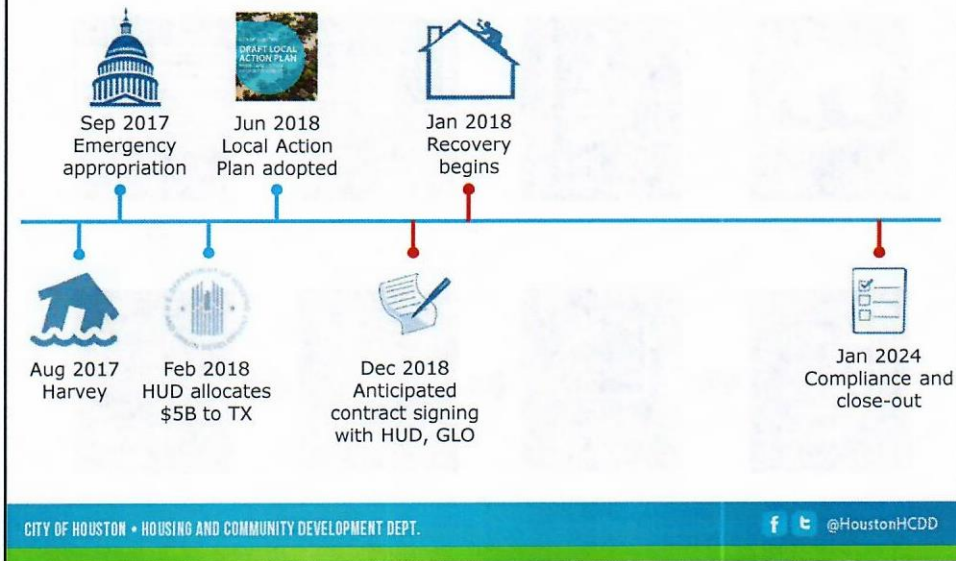 DRAFT LOCAL
ACTION PLAN
Sep 2017
Emergency
appropriation
Jun 2018
Local Action
Plan adopted
Jan 2018
Recovery
begins
Aug 2017
Harvey
Feb 2018
HUD allocates
$5B to TX
Dec 2018
Anticipated
contract signing
with HUD, GLO
Jan 2024
Compliance and
close-out
CITY OF HOUSTON • HOUSING AND COMMUNITY DEVELOPMENT DEPT.
@HoustonHCDD